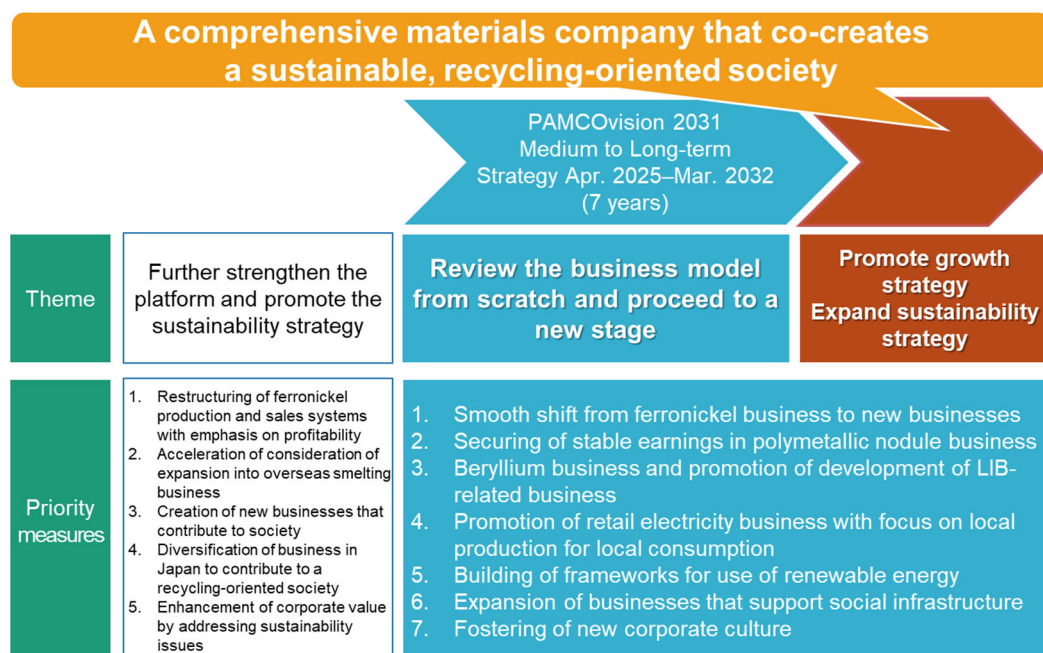 A comprehensive materials company that co-creates
a sustainable, recycling-oriented society
PAMCOvision 2031
Medium to Long-term
Strategy Apr. 2025–Mar. 2032
(7 years)
Theme
Further strengthen the
platform and promote the
sustainability strategy
Review the business model
from scratch and proceed to a
new stage
Promote growth
strategy
Expand sustainability
strategy
Priority
measures
1. Restructuring of ferronickel
production and sales systems
with emphasis on profitability
2. Acceleration of consideration of
expansion into overseas smelting
business
3. Creation of new businesses that
contribute to society
4. Diversification of business in
Japan to contribute to a
recycling-oriented society
5. Enhancement of corporate value
by addressing sustainability
issues
1. Smooth shift from ferronickel business to new businesses
2. Securing of stable earnings in polymetallic nodule business
3. Beryllium business and promotion of development of LIB-
related business
4. Promotion of retail electricity business with focus on local
production for local consumption
5. Building of frameworks for use of renewable energy
6. Expansion of businesses that support social infrastructure
7. Fostering of new corporate culture